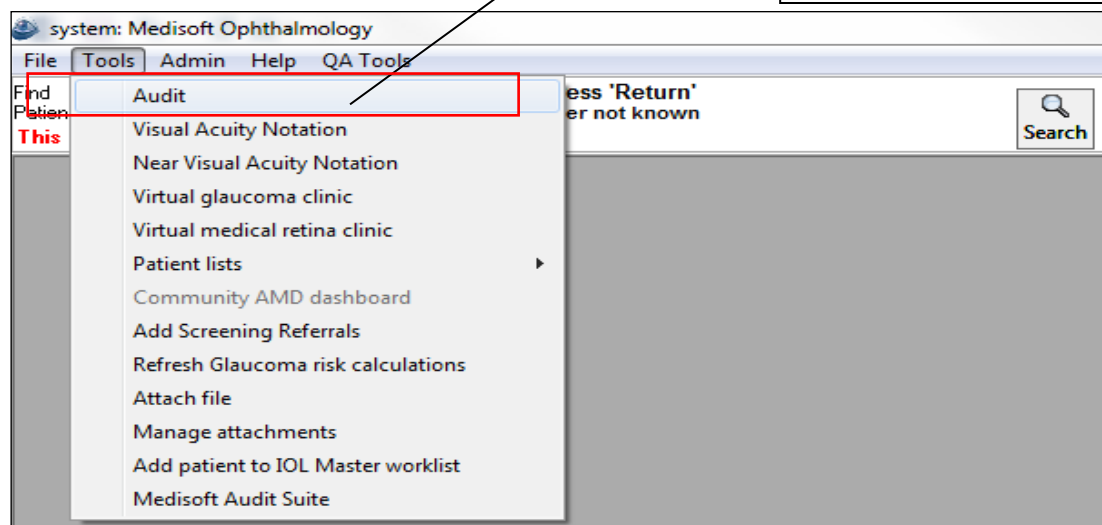 system: Medisoft Ophthalmology
File Tools Admin Help QA Tools
Find
Patien
This
ess 'Return'
er not known
Search
Audit
Visual Acuity Notation
Near Visual Acuity Notation
Virtual glaucoma clinic
Virtual medical retina clinic
Patient lists
Community AMD dashboard
Add Screening Referrals
Refresh Glaucoma risk calculations
Attach file
Manage attachments
Add patient to IOL Master worklist
Medisoft Audit Suite